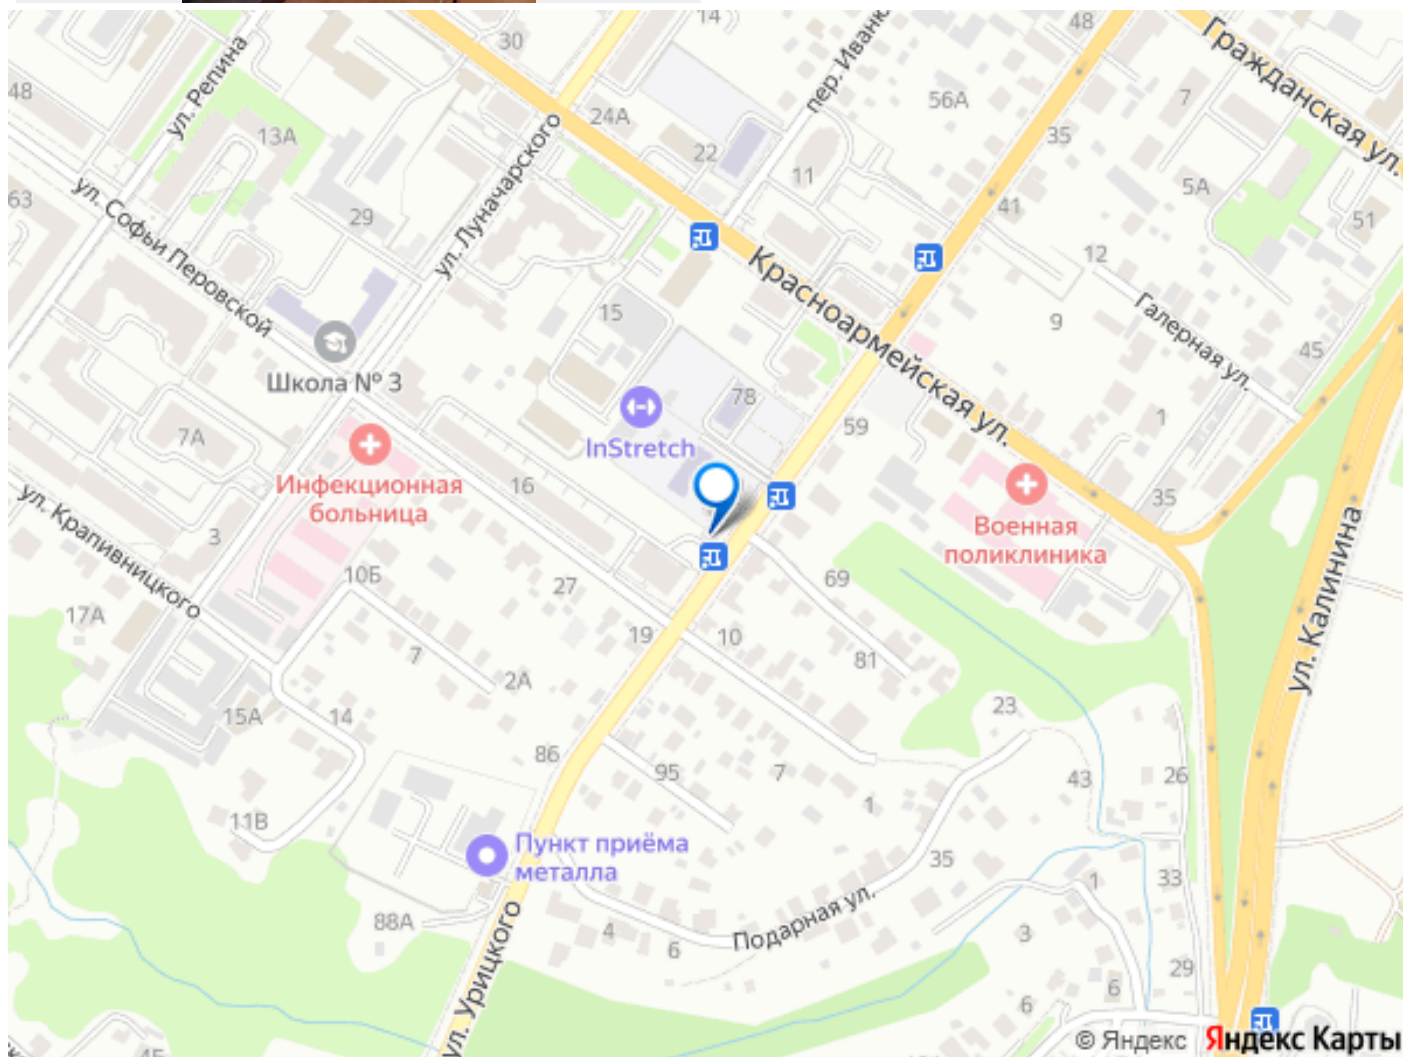 14
48
30
Гражданская ул.
ул. Репина
пер. Иванк
48
56А
7
24А
13А
35
22
ул. Луначарского
11
5А
ул. Софьи Перовской
63
29
41
51
12
Красноармейская ул.
Галерная ул.
15
9
45
Школа № 3
78
1
InStretch
59
7А
16
Инфекционная
больница
35
ул. Крапивницкого
3
Военная
поликлиника
ул. Калинина
10Б
27
69
17А
19
10
7
81
2А
15А
14
23
86
95
7
43
26
1
11В
Пункт приёма
металла
35
1
33
88А
Подарная ул.
4
6
3
29
ул. Урицкого
6
6
© Яндекс Яндекс Карты